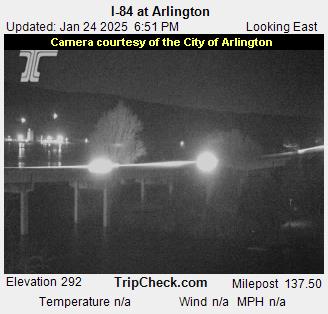 I-84 at Arlington
Updated: Jan 24 2025 6:51 PM Looking East
Camera courtesy of the City of Arlington
Elevation 292 TripCheck.com Milepost 137.50
Temperature n/a Wind n/a MPH n/a